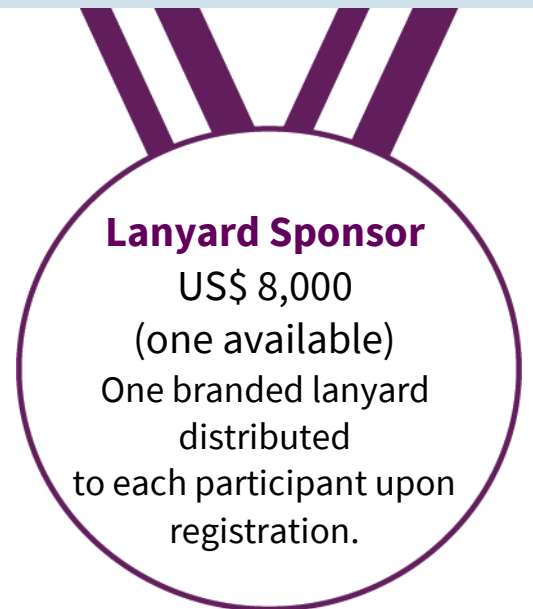 Lanyard Sponsor
US$ 8,000
(one available)
One branded lanyard
distributed
to each participant upon
registration.